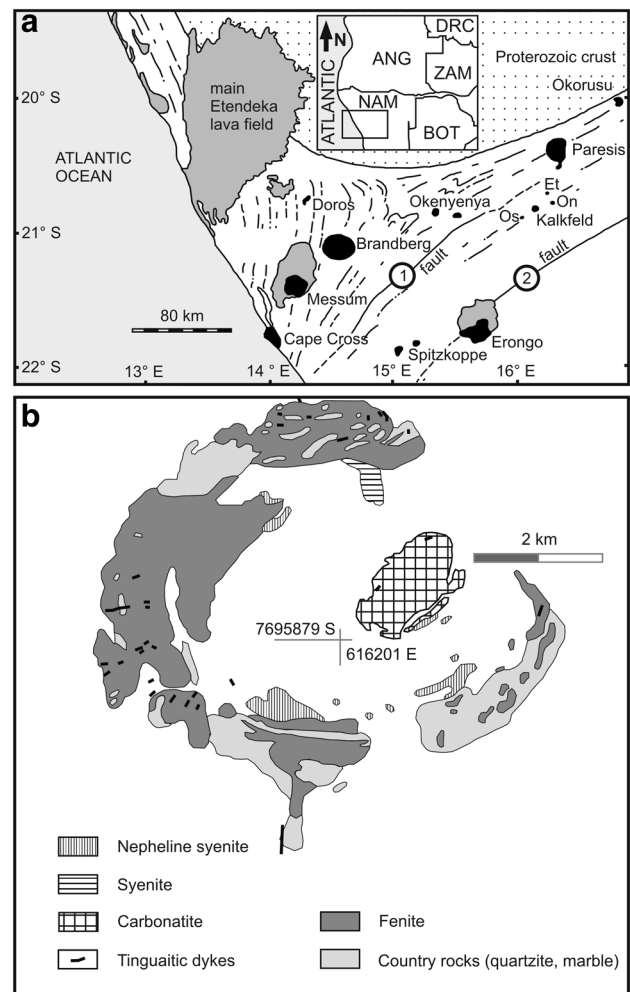 a
N
ATLANTIC
DRC
ANG
ZAM
NAM
BOT
Proterozoic crust
Okorusu
20° S
main
Etendeka
lava field
ATLANTIC
OCEAN
Paresis
Et
On
Doros
Okenyenya
Os
Kalkfeld
21° S
Brandberg
1
fault
2
fault
Messum
80 km
Cape Cross
Erongo
Spitzkoppe
22° S
13° E
14° E
15° E
16° E
b
2 km
7695879 S
616201 E
Nepheline syenite
Syenite
Carbonatite
Fenite
Tinguaitic dykes
Country rocks (quartzite, marble)